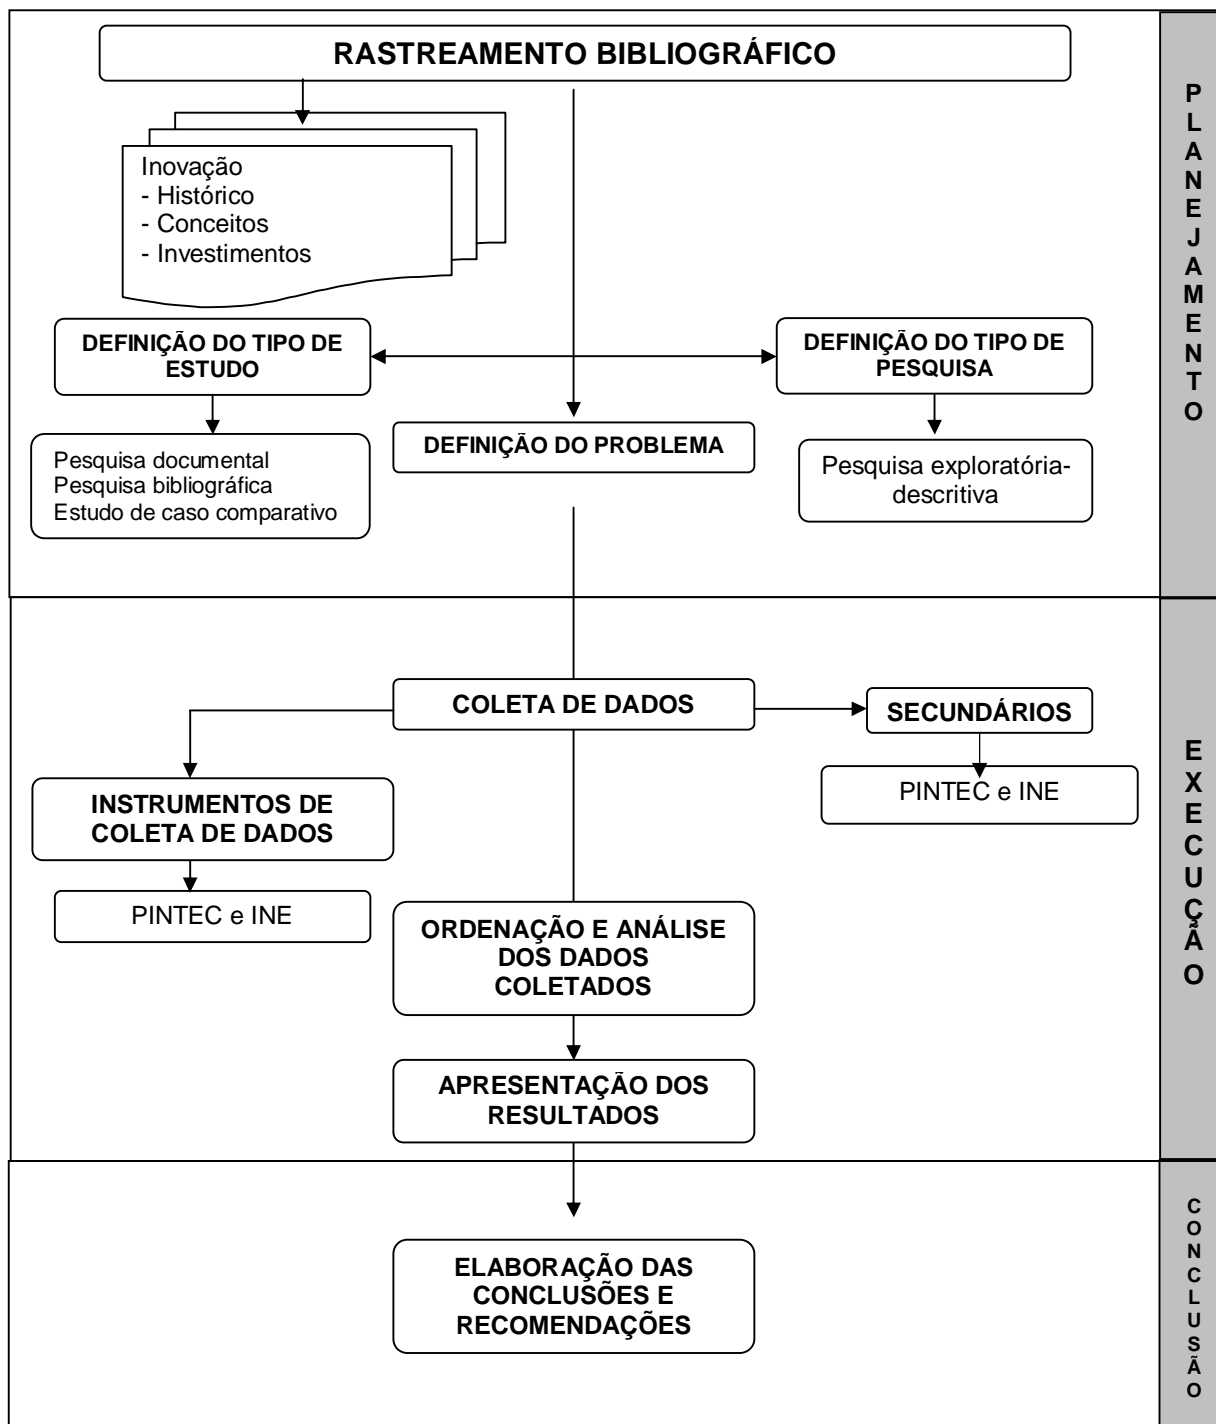 RASTREAMENTO BIBLIOGRÁFICO
Inovação
- Histórico
- Conceitos
- Investimentos
DEFINIÇÃO DO TIPO DE
ESTUDO
DEFINIÇÃO DO TIPO DE
PESQUISA
Pesquisa documental
Pesquisa bibliográfica
Estudo de caso comparativo
DEFINIÇÃO DO PROBLEMA
Pesquisa exploratória-
descritiva
PLANEJAMENTO
COLETA DE DADOS
SECUNDÁRIOS
PINTEC e INE
INSTRUMENTOS DE
COLETA DE DADOS
PINTEC e INE
ORDENAÇÃO E ANÁLISE
DOS DADOS
COLETADOS
APRESENTAÇÃO DOS
RESULTADOS
EXECUÇÃO
ELABORAÇÃO DAS
CONCLUSÕES E
RECOMENDAÇÕES
CONCLUSÃO